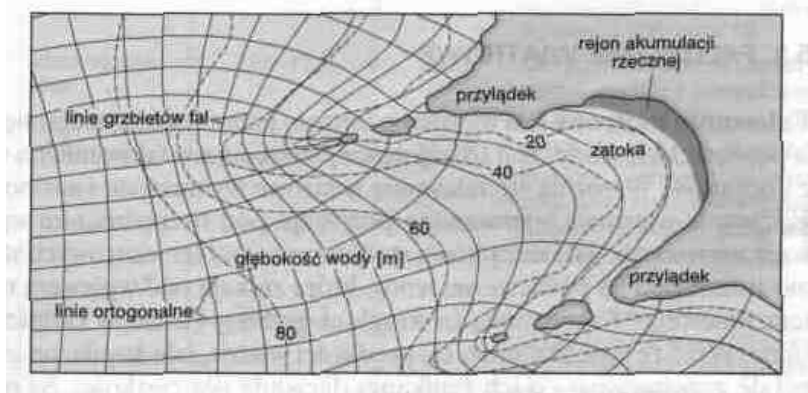 rejon akumulacji
rzecznej
przylądek
linie grzbietów fal
20
zatoka
40
60
głębokość wody [m]
przylądek
linie ortogonalne
80